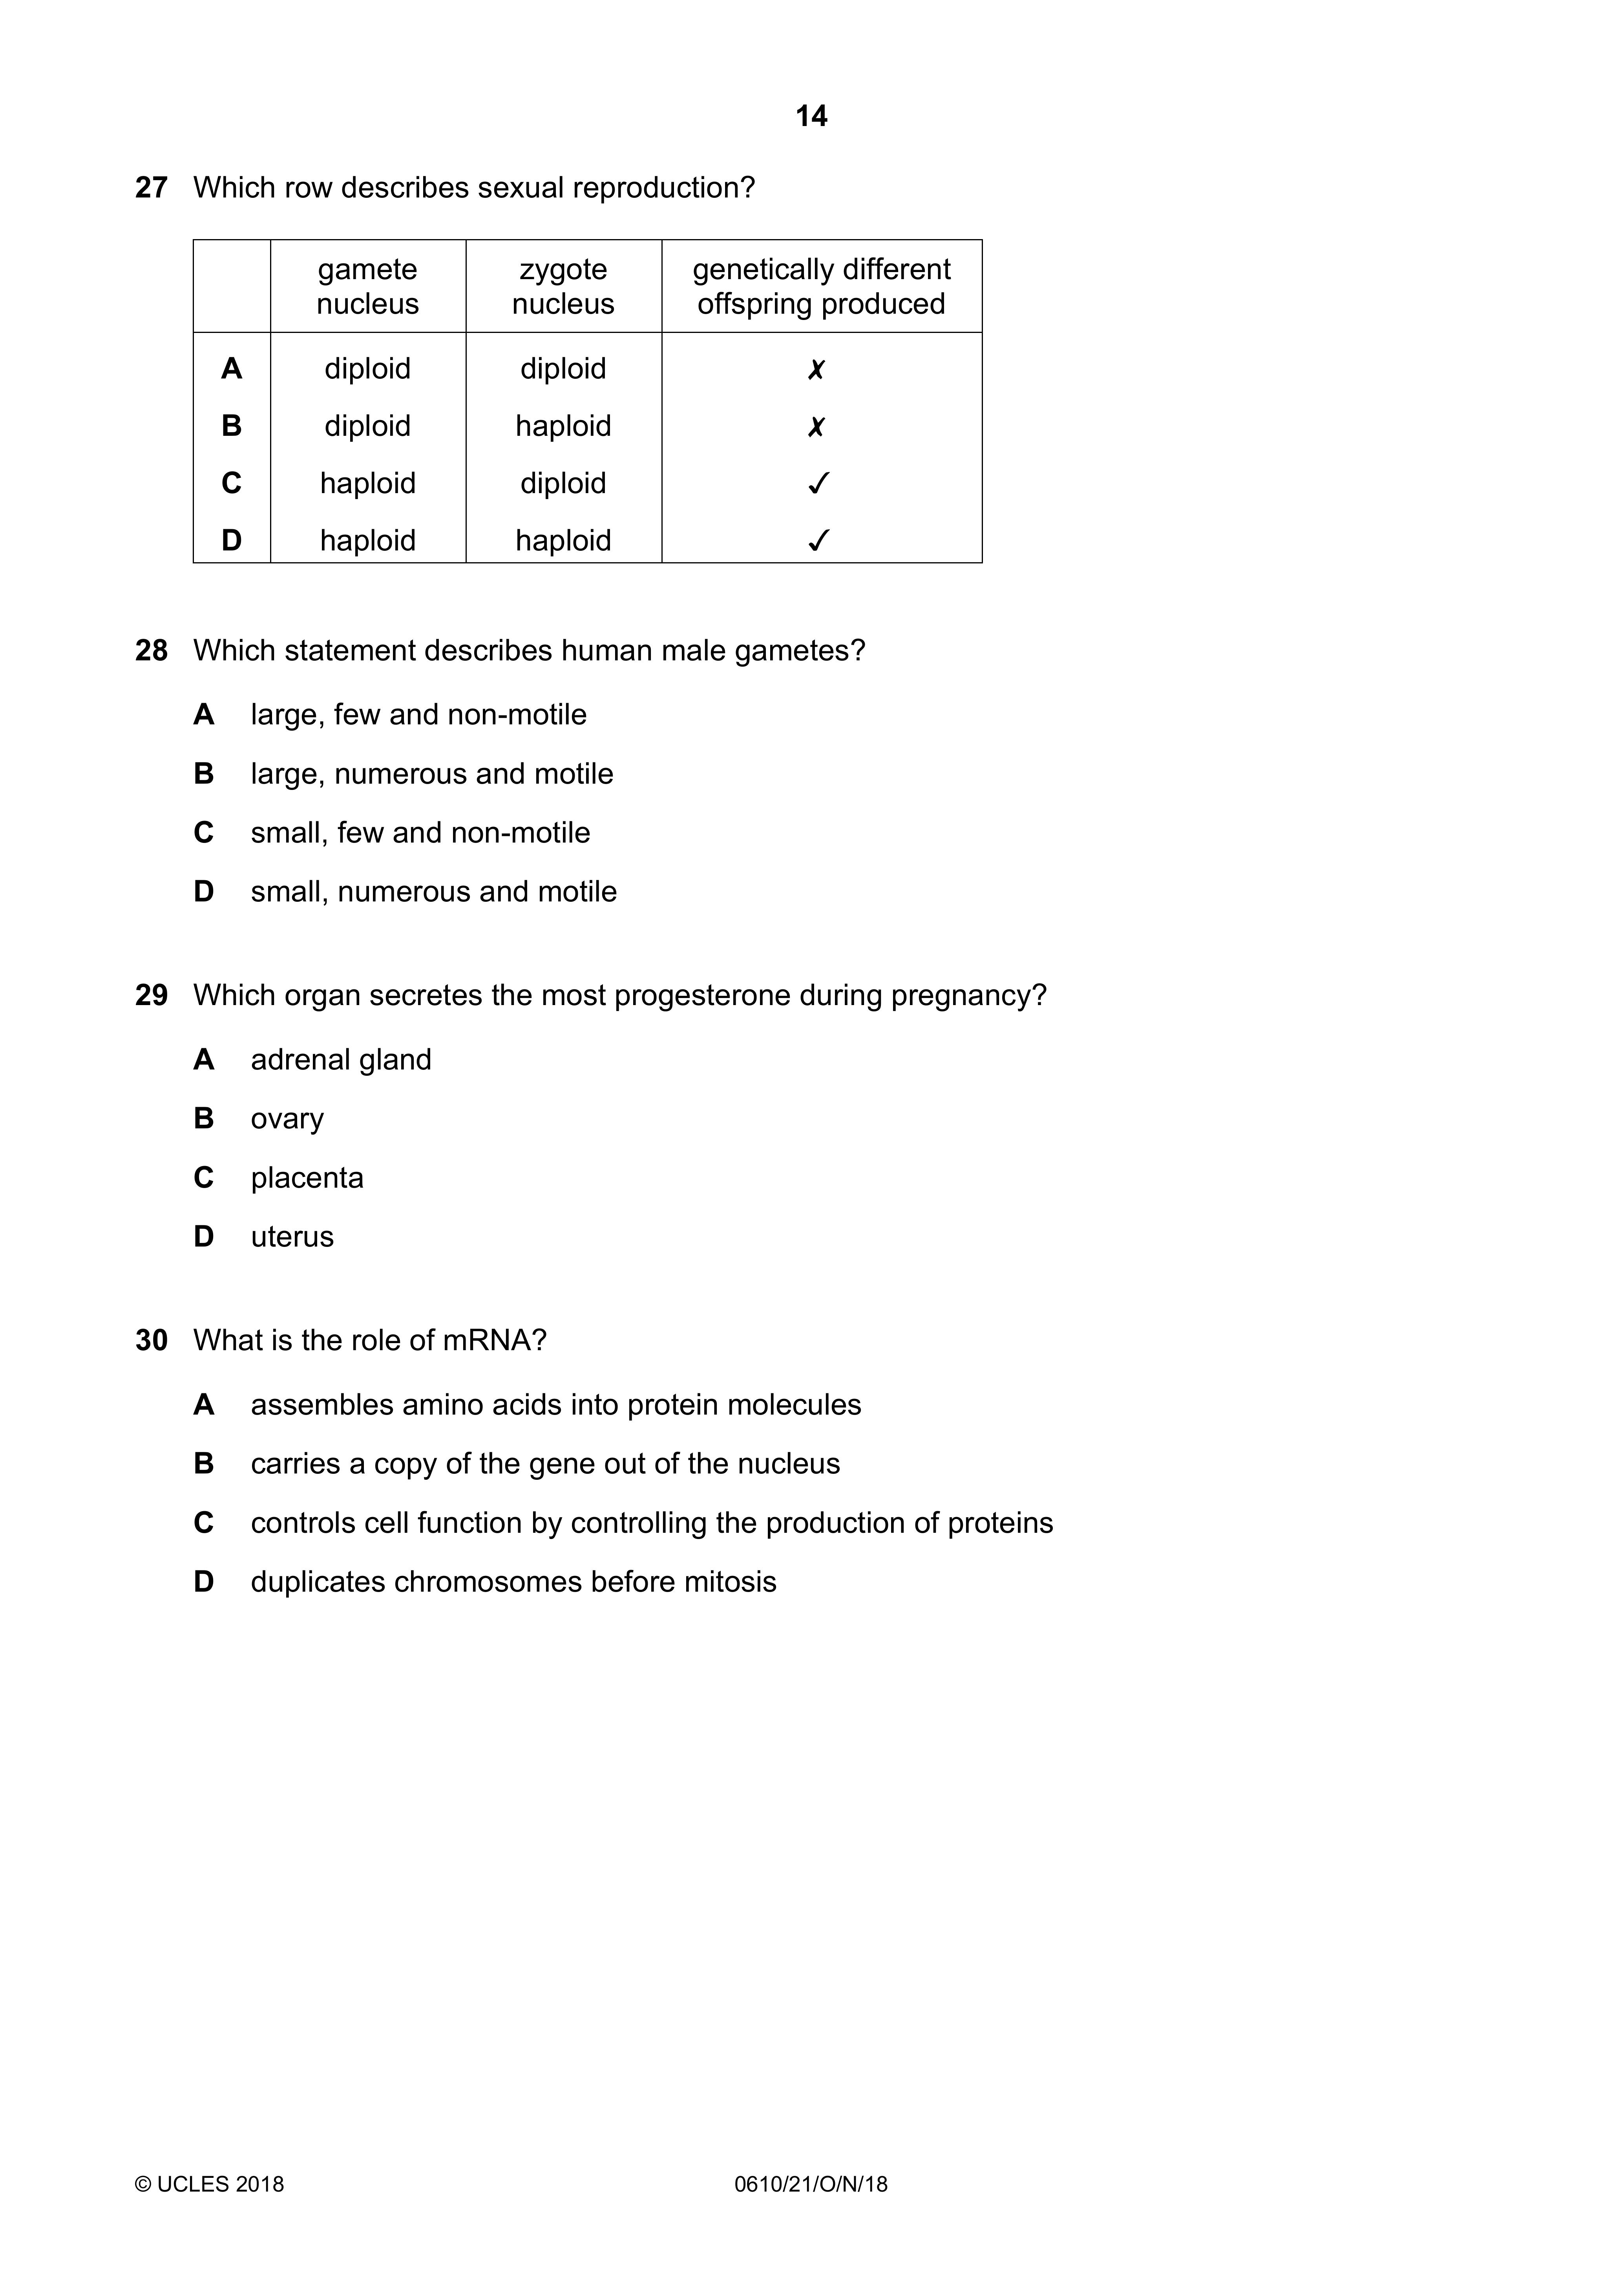 14
27 Which row describes sexual reproduction?
gamete nucleus zygote nucleus genetically different offspring produced
A diploid diploid ✗
B diploid haploid ✗
C haploid diploid ✓
D haploid haploid ✓
28 Which statement describes human male gametes?
A large, few and non-motile
B large, numerous and motile
C small, few and non-motile
D small, numerous and motile
29 Which organ secretes the most progesterone during pregnancy?
A adrenal gland
B ovary
C placenta
D uterus
30 What is the role of mRNA?
A assembles amino acids into protein molecules
B carries a copy of the gene out of the nucleus
C controls cell function by controlling the production of proteins
D duplicates chromosomes before mitosis
© UCLES 2018 0610/21/O/N/18